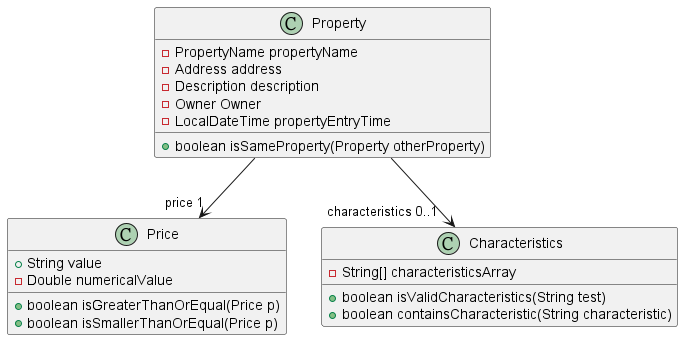 C Property
PropertyName propertyName
Address address
Description description
Owner Owner
LocalDateTime propertyEntryTime
boolean isSameProperty(Property otherProperty)
price 1
characteristics 0..1
C Price
String value
Double numericalValue
boolean isGreaterThanOrEqual(Price p)
boolean isSmallerThanOrEqual(Price p)
C Characteristics
String[] characteristicsArray
boolean isValidCharacteristics(String test)
boolean containsCharacteristic(String characteristic)